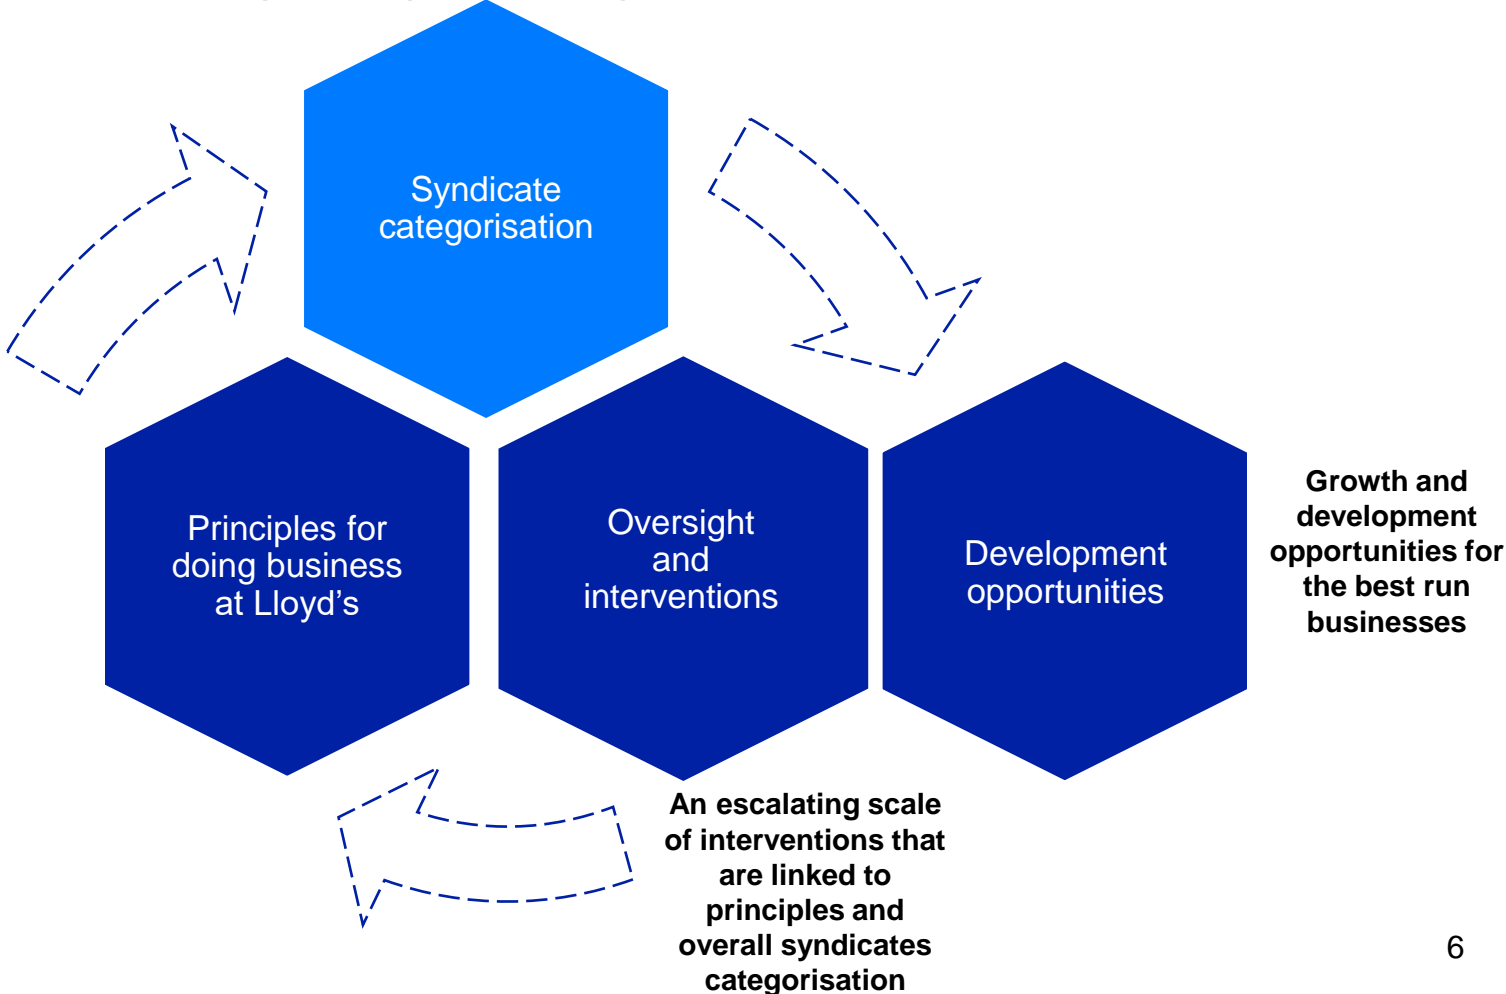 Syndicate
categorisation
Principles for
doing business
at Lloyd’s
Oversight
and
interventions
Development
opportunities
Growth and
development
opportunities for
the best run
businesses
An escalating scale
of interventions that
are linked to
principles and
overall syndicates
categorisation
6